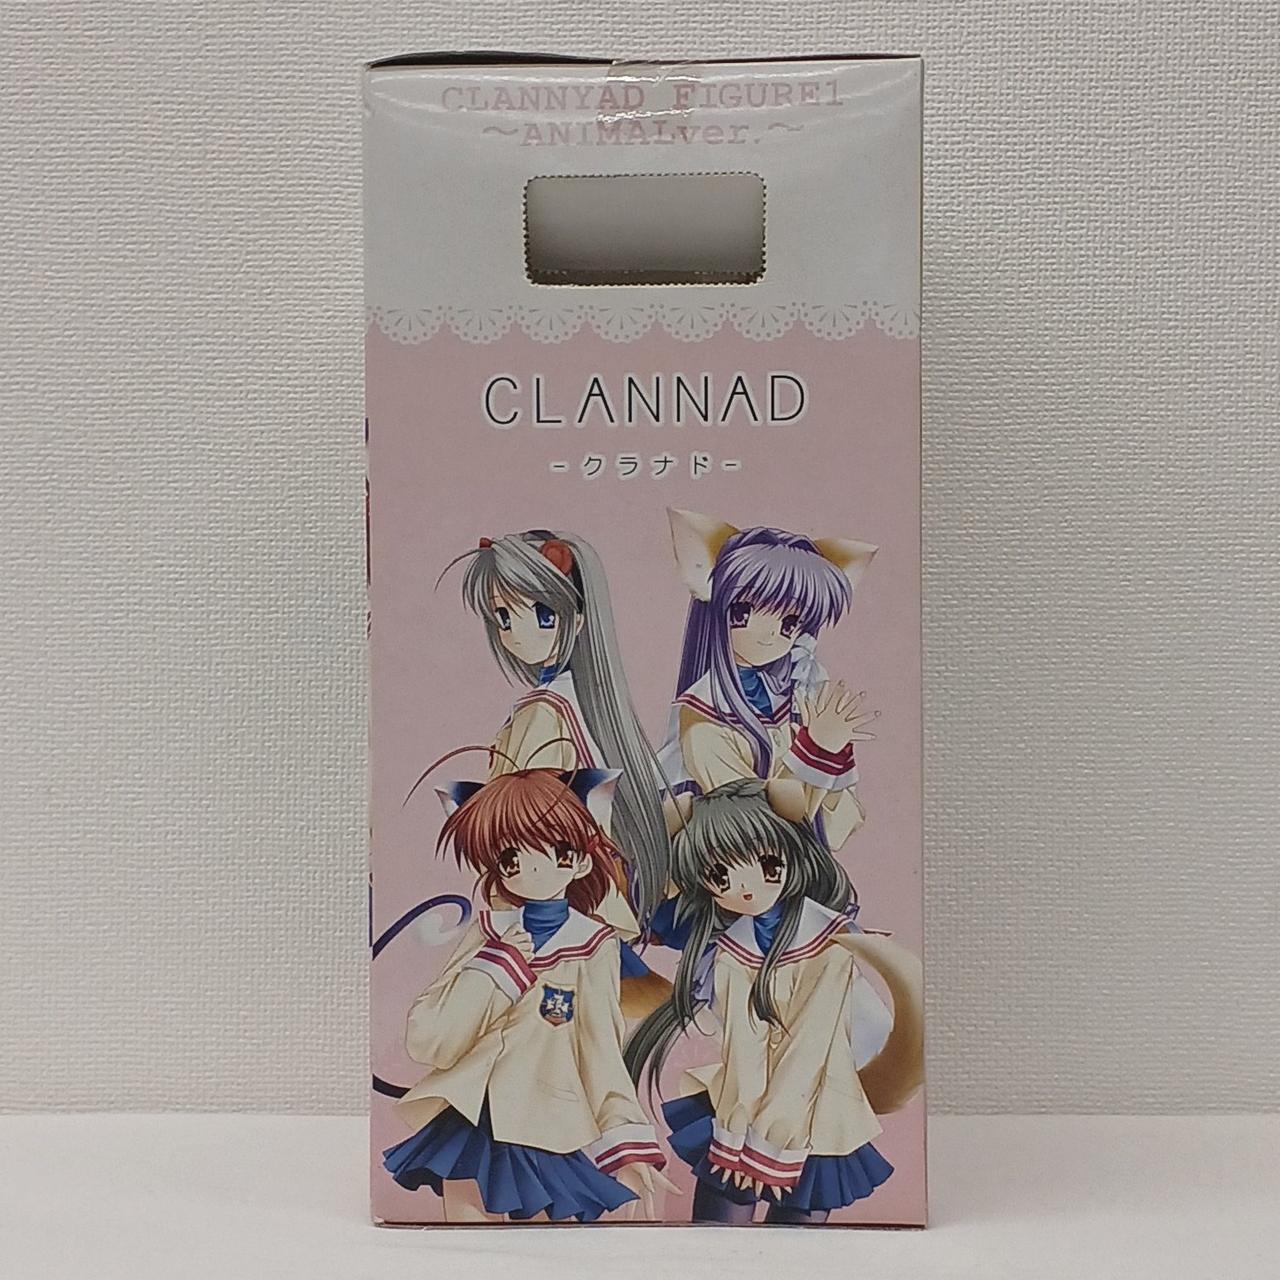 CLANNYAD FIGURE1
～ANIMALver.～
CLANNAD
-クラナド-